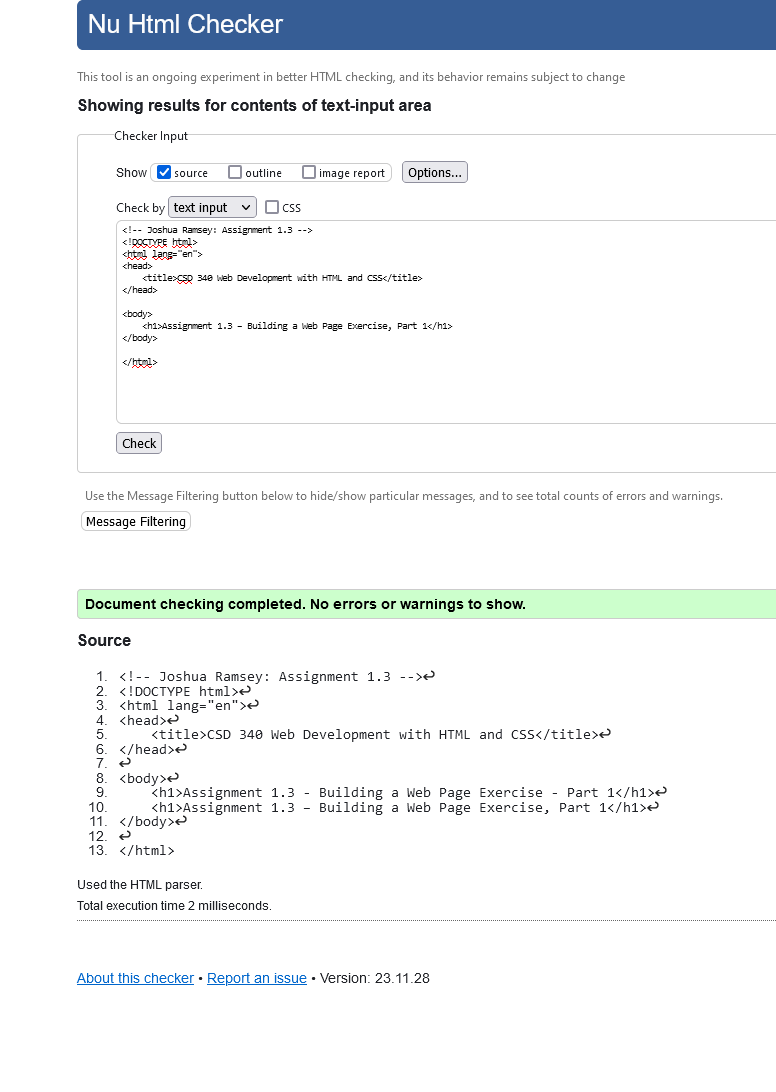 Nu Html Checker
This tool is an ongoing experiment in better HTML checking, and its behavior remains subject to change
Showing results for contents of text-input area
Checker Input
Show source outline image report Options...
Check by text input CSS
<!-- Joshua Ramsey: Assignment 1.3 -->
<!DOCTYPE html>
<html lang="en">
<head>
    <title>CSD 340 Web Development with HTML and CSS</title>
</head>
<body>
    <h1>Assignment 1.3 – Building a Web Page Exercise, Part 1</h1>
</body>
</html>
Check
Use the Message Filtering button below to hide/show particular messages, and to see total counts of errors and warnings.
Message Filtering
Document checking completed. No errors or warnings to show.
Source
1. <!-- Joshua Ramsey: Assignment 1.3 -->↩
2. <!DOCTYPE html>↩
3. <html lang="en">↩
4. <head>↩
5.     <title>CSD 340 Web Development with HTML and CSS</title>↩
6. </head>↩
7. ↩
8. <body>↩
9.     <h1>Assignment 1.3 - Building a Web Page Exercise - Part 1</h1>↩
10.     <h1>Assignment 1.3 – Building a Web Page Exercise, Part 1</h1>↩
11. </body>↩
12. ↩
13. </html>
Used the HTML parser.
Total execution time 2 milliseconds.
About this checker • Report an issue • Version: 23.11.28